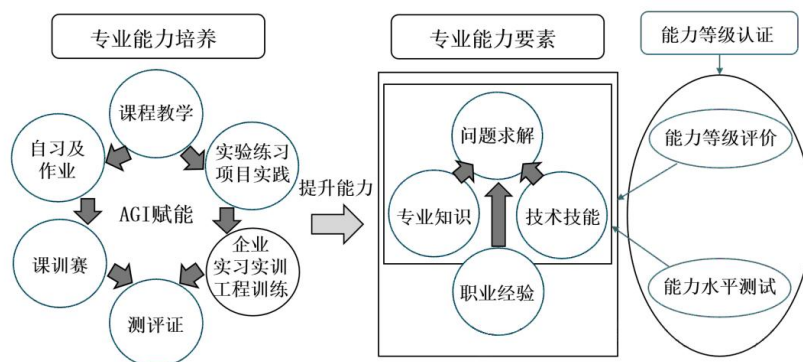 专业能力培养
课程教学
自习及
作业
实验练习
项目实践
AGI赋能
课训赛
企业
实习实训
工程训练
测评证
提升能力
专业能力要素
问题求解
专业知识
技术技能
职业经验
能力等级认证
能力等级评价
能力水平测试